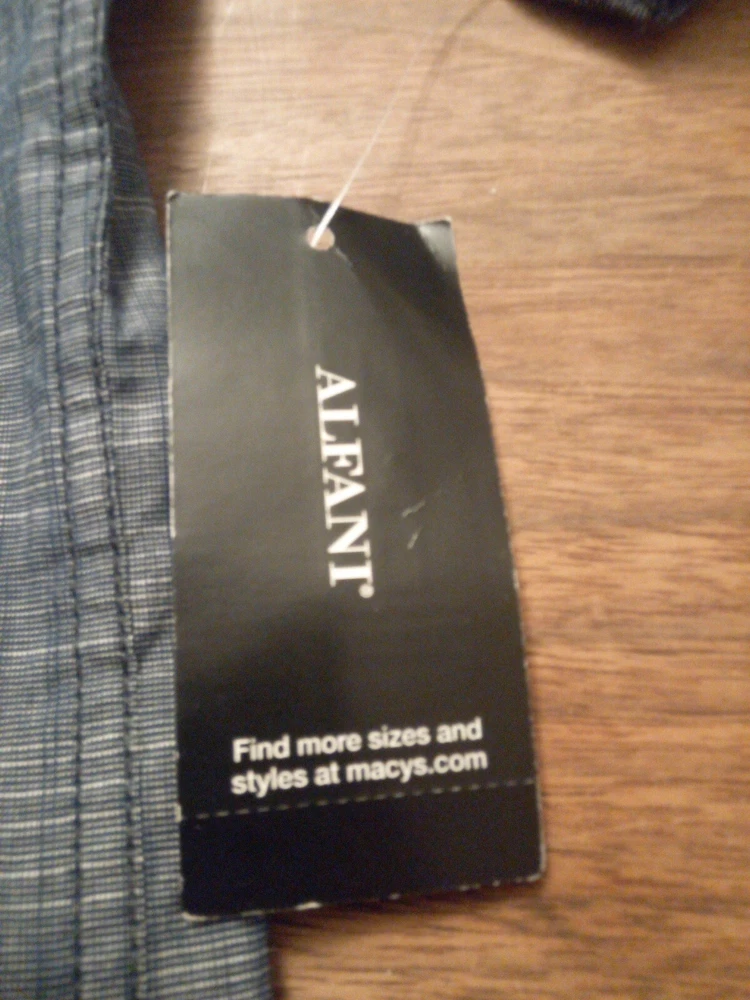 ALFANI®
Find more sizes and
styles at macys.com